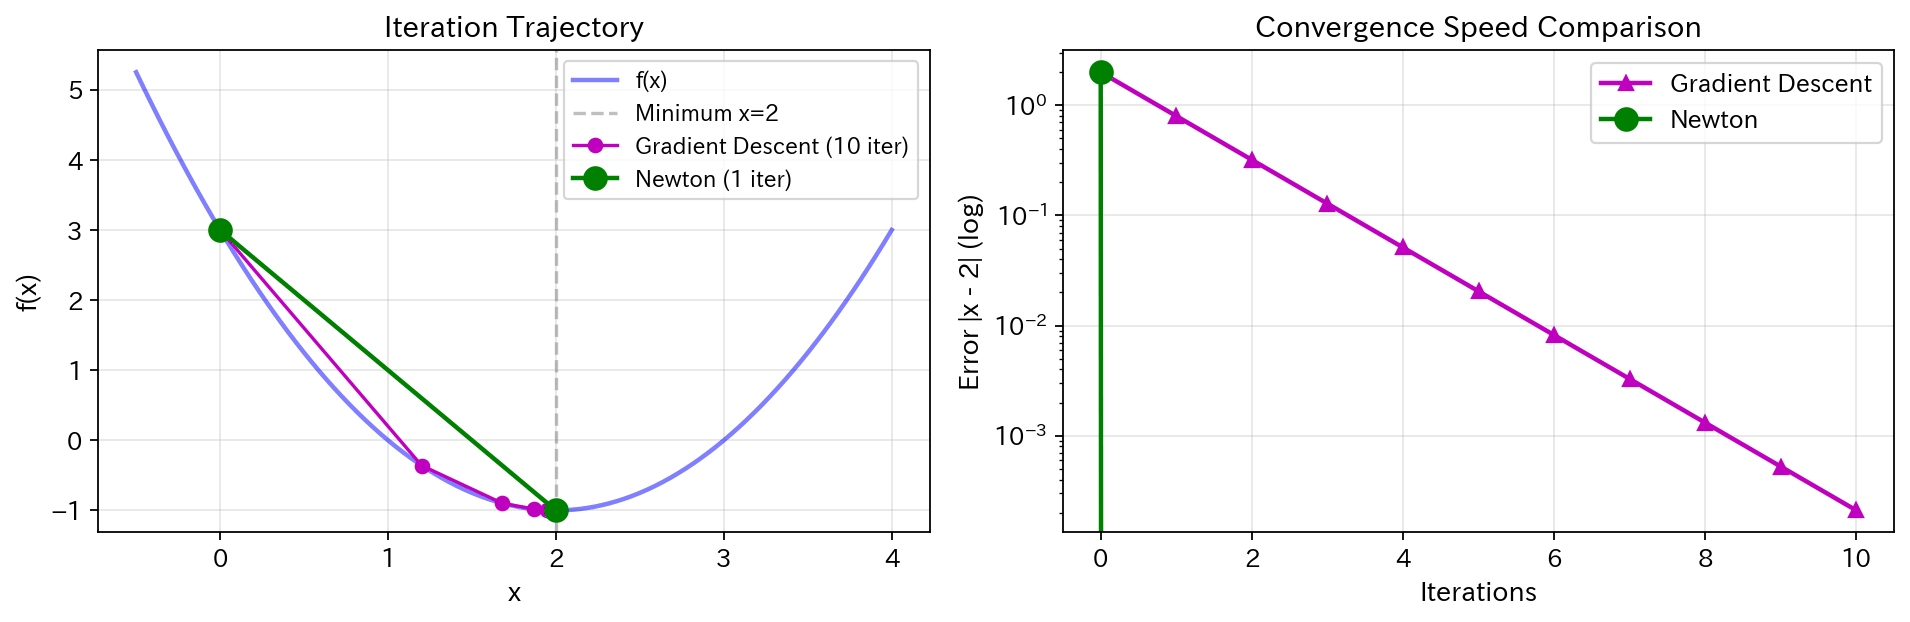 Iteration Trajectory
f(x)
5
4
3
2
1
0
−1
0 1 2 3 4
x
f(x)
Minimum x=2
Gradient Descent (10 iter)
Newton (1 iter)
Convergence Speed Comparison
Error |x - 2| (log)
10⁰
10⁻¹
10⁻²
10⁻³
0 2 4 6 8 10
Iterations
Gradient Descent
Newton